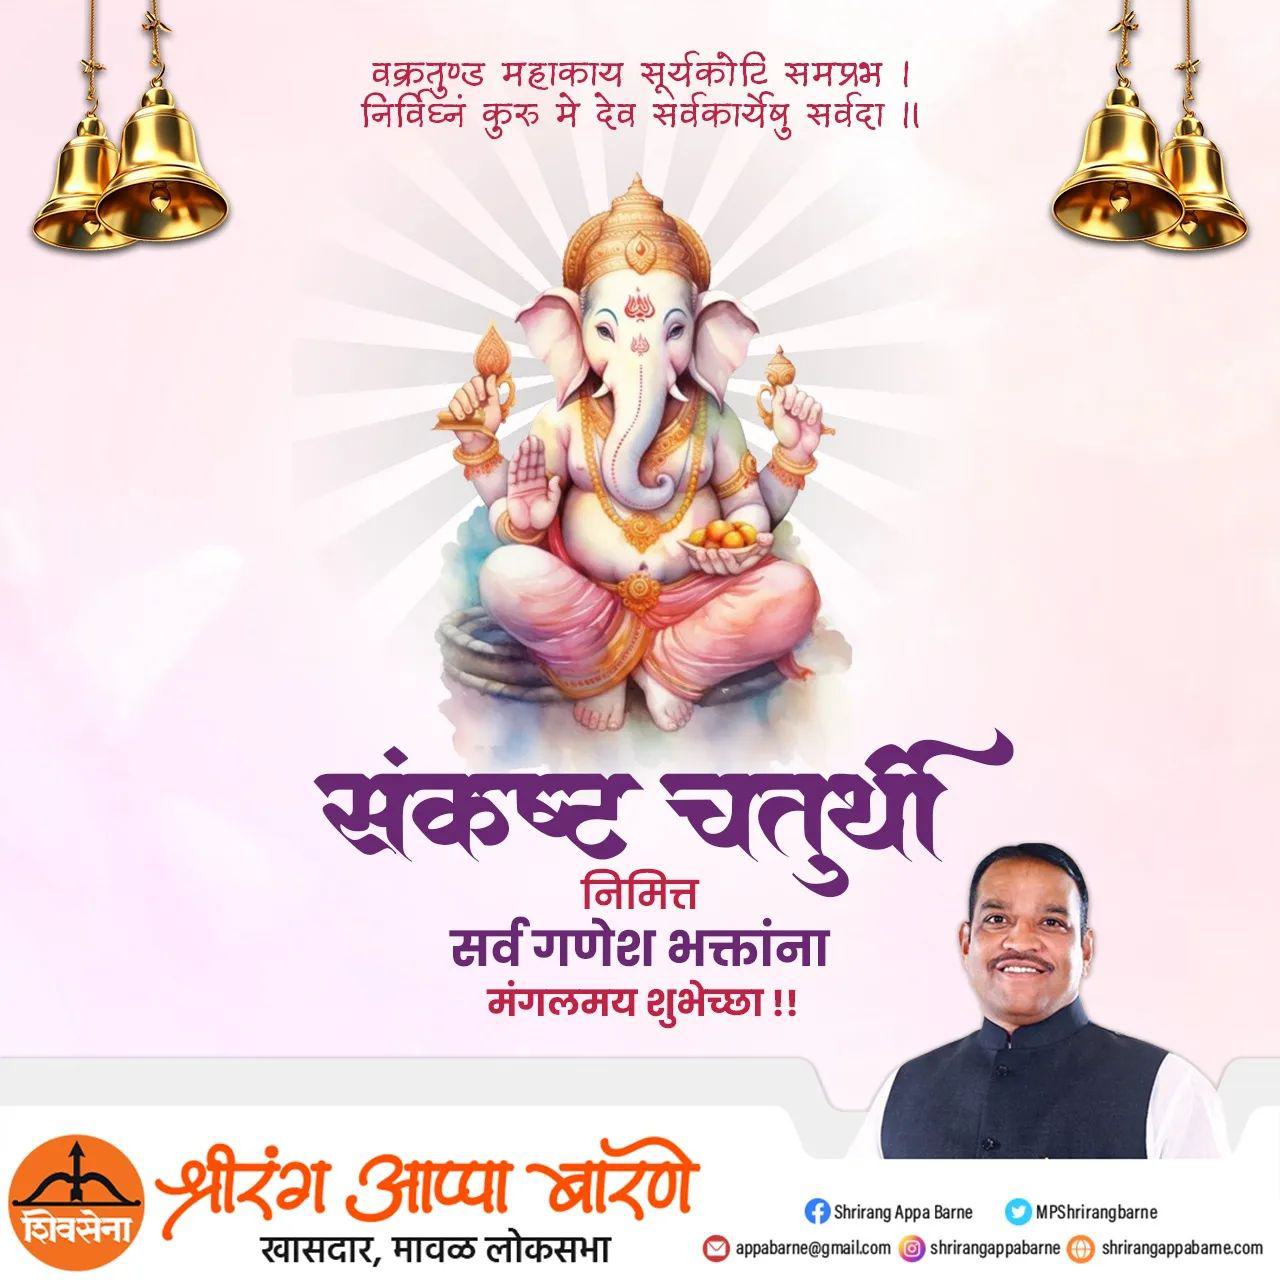 वक्रतुण्ड महाकाय सूर्यकोटि समप्रभ ।
निर्विघ्नं कुरु मे देव सर्वकार्येषु सर्वदा ॥
संकष्ट चतुर्थी
निमित्त
सर्व गणेश भक्तांना
मंगलमय शुभेच्छा !!
शिवसेना
श्रीरंग आप्पा बारणे
खासदार, मावळ लोकसभा
Shrirang Appa Barne MPShrirangbarne
appabarne@gmail.com shrirangappabarne shrirangappabarne.com